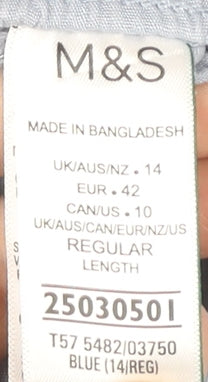 M&S
MADE IN BANGLADESH
UK/AUS/NZ • 14
EUR • 42
CAN/US • 10
UK/AUS/CAN/EUR/NZ/US
REGULAR
LENGTH
25030501
T57 5482/03750
BLUE (14/REG)